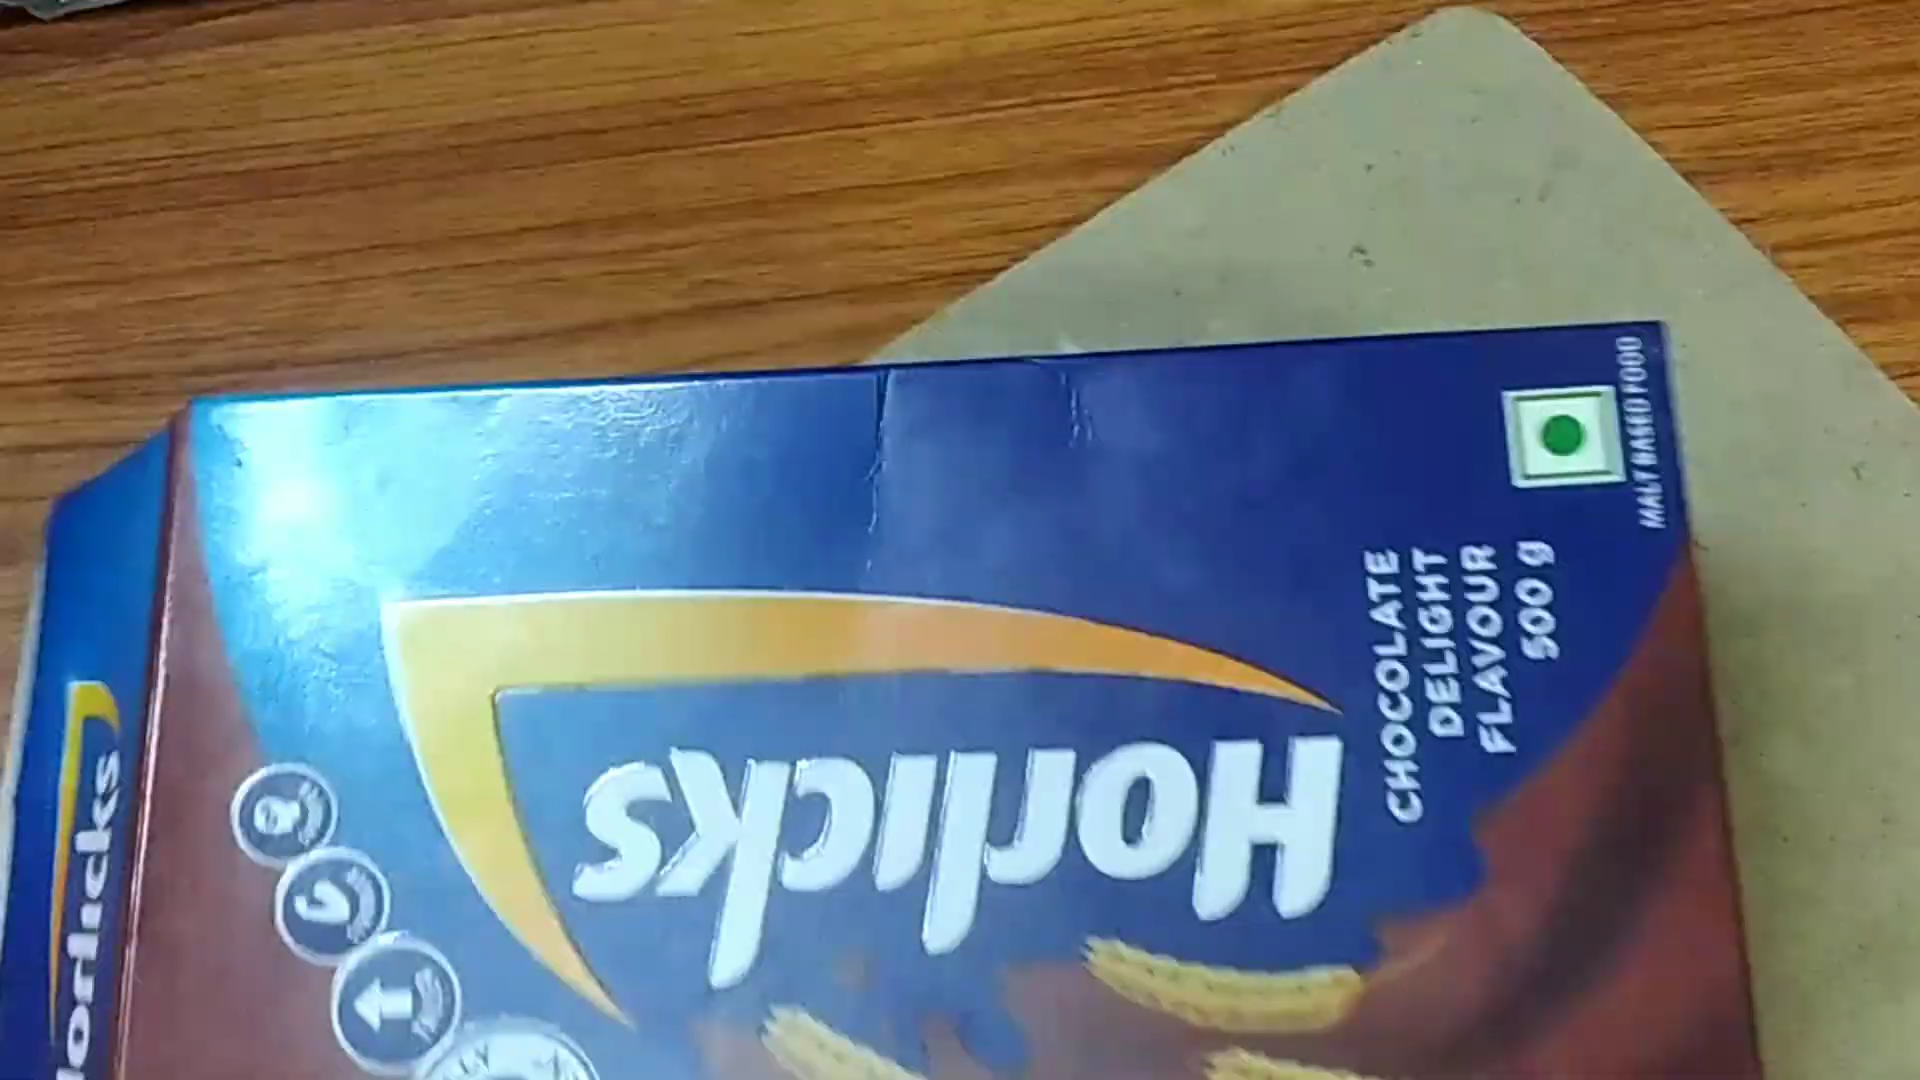 Horlicks
CHOCOLATE
DELIGHT
FLAVOUR
500 g
MALT BASED FOOD
Horlicks